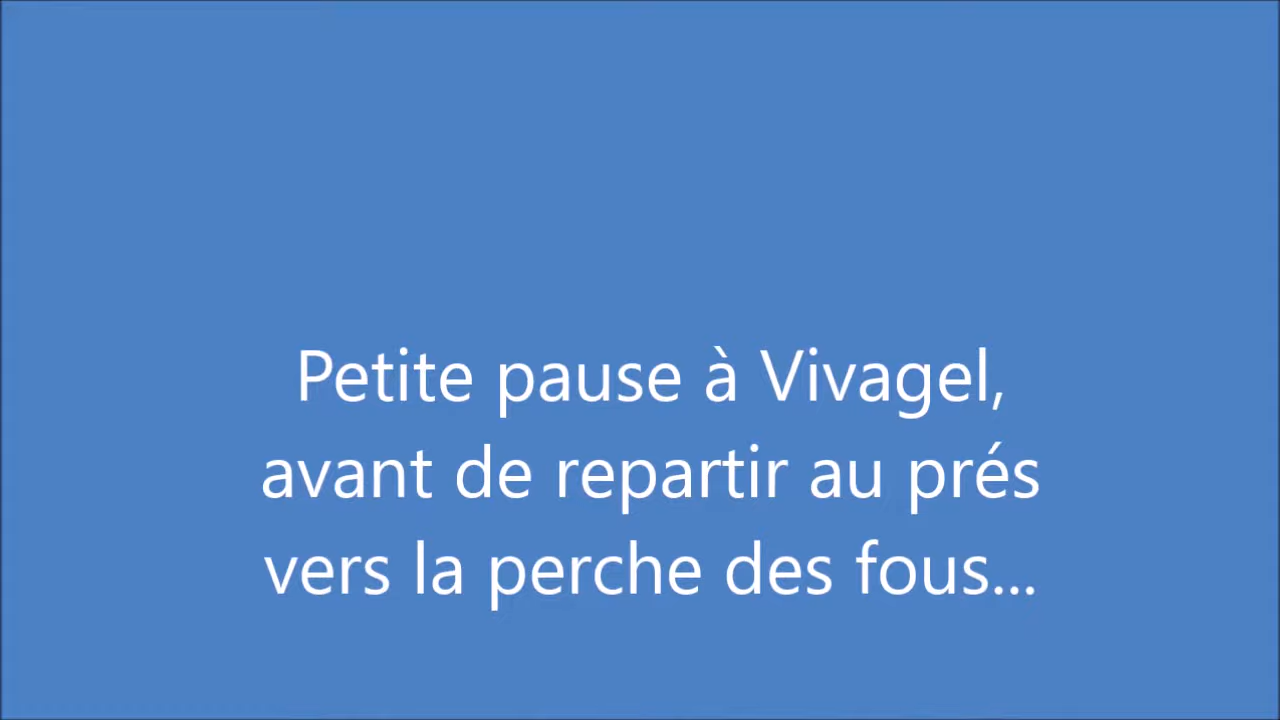 Petite pause à Vivagel,
avant de repartir au prés
vers la perche des fous...